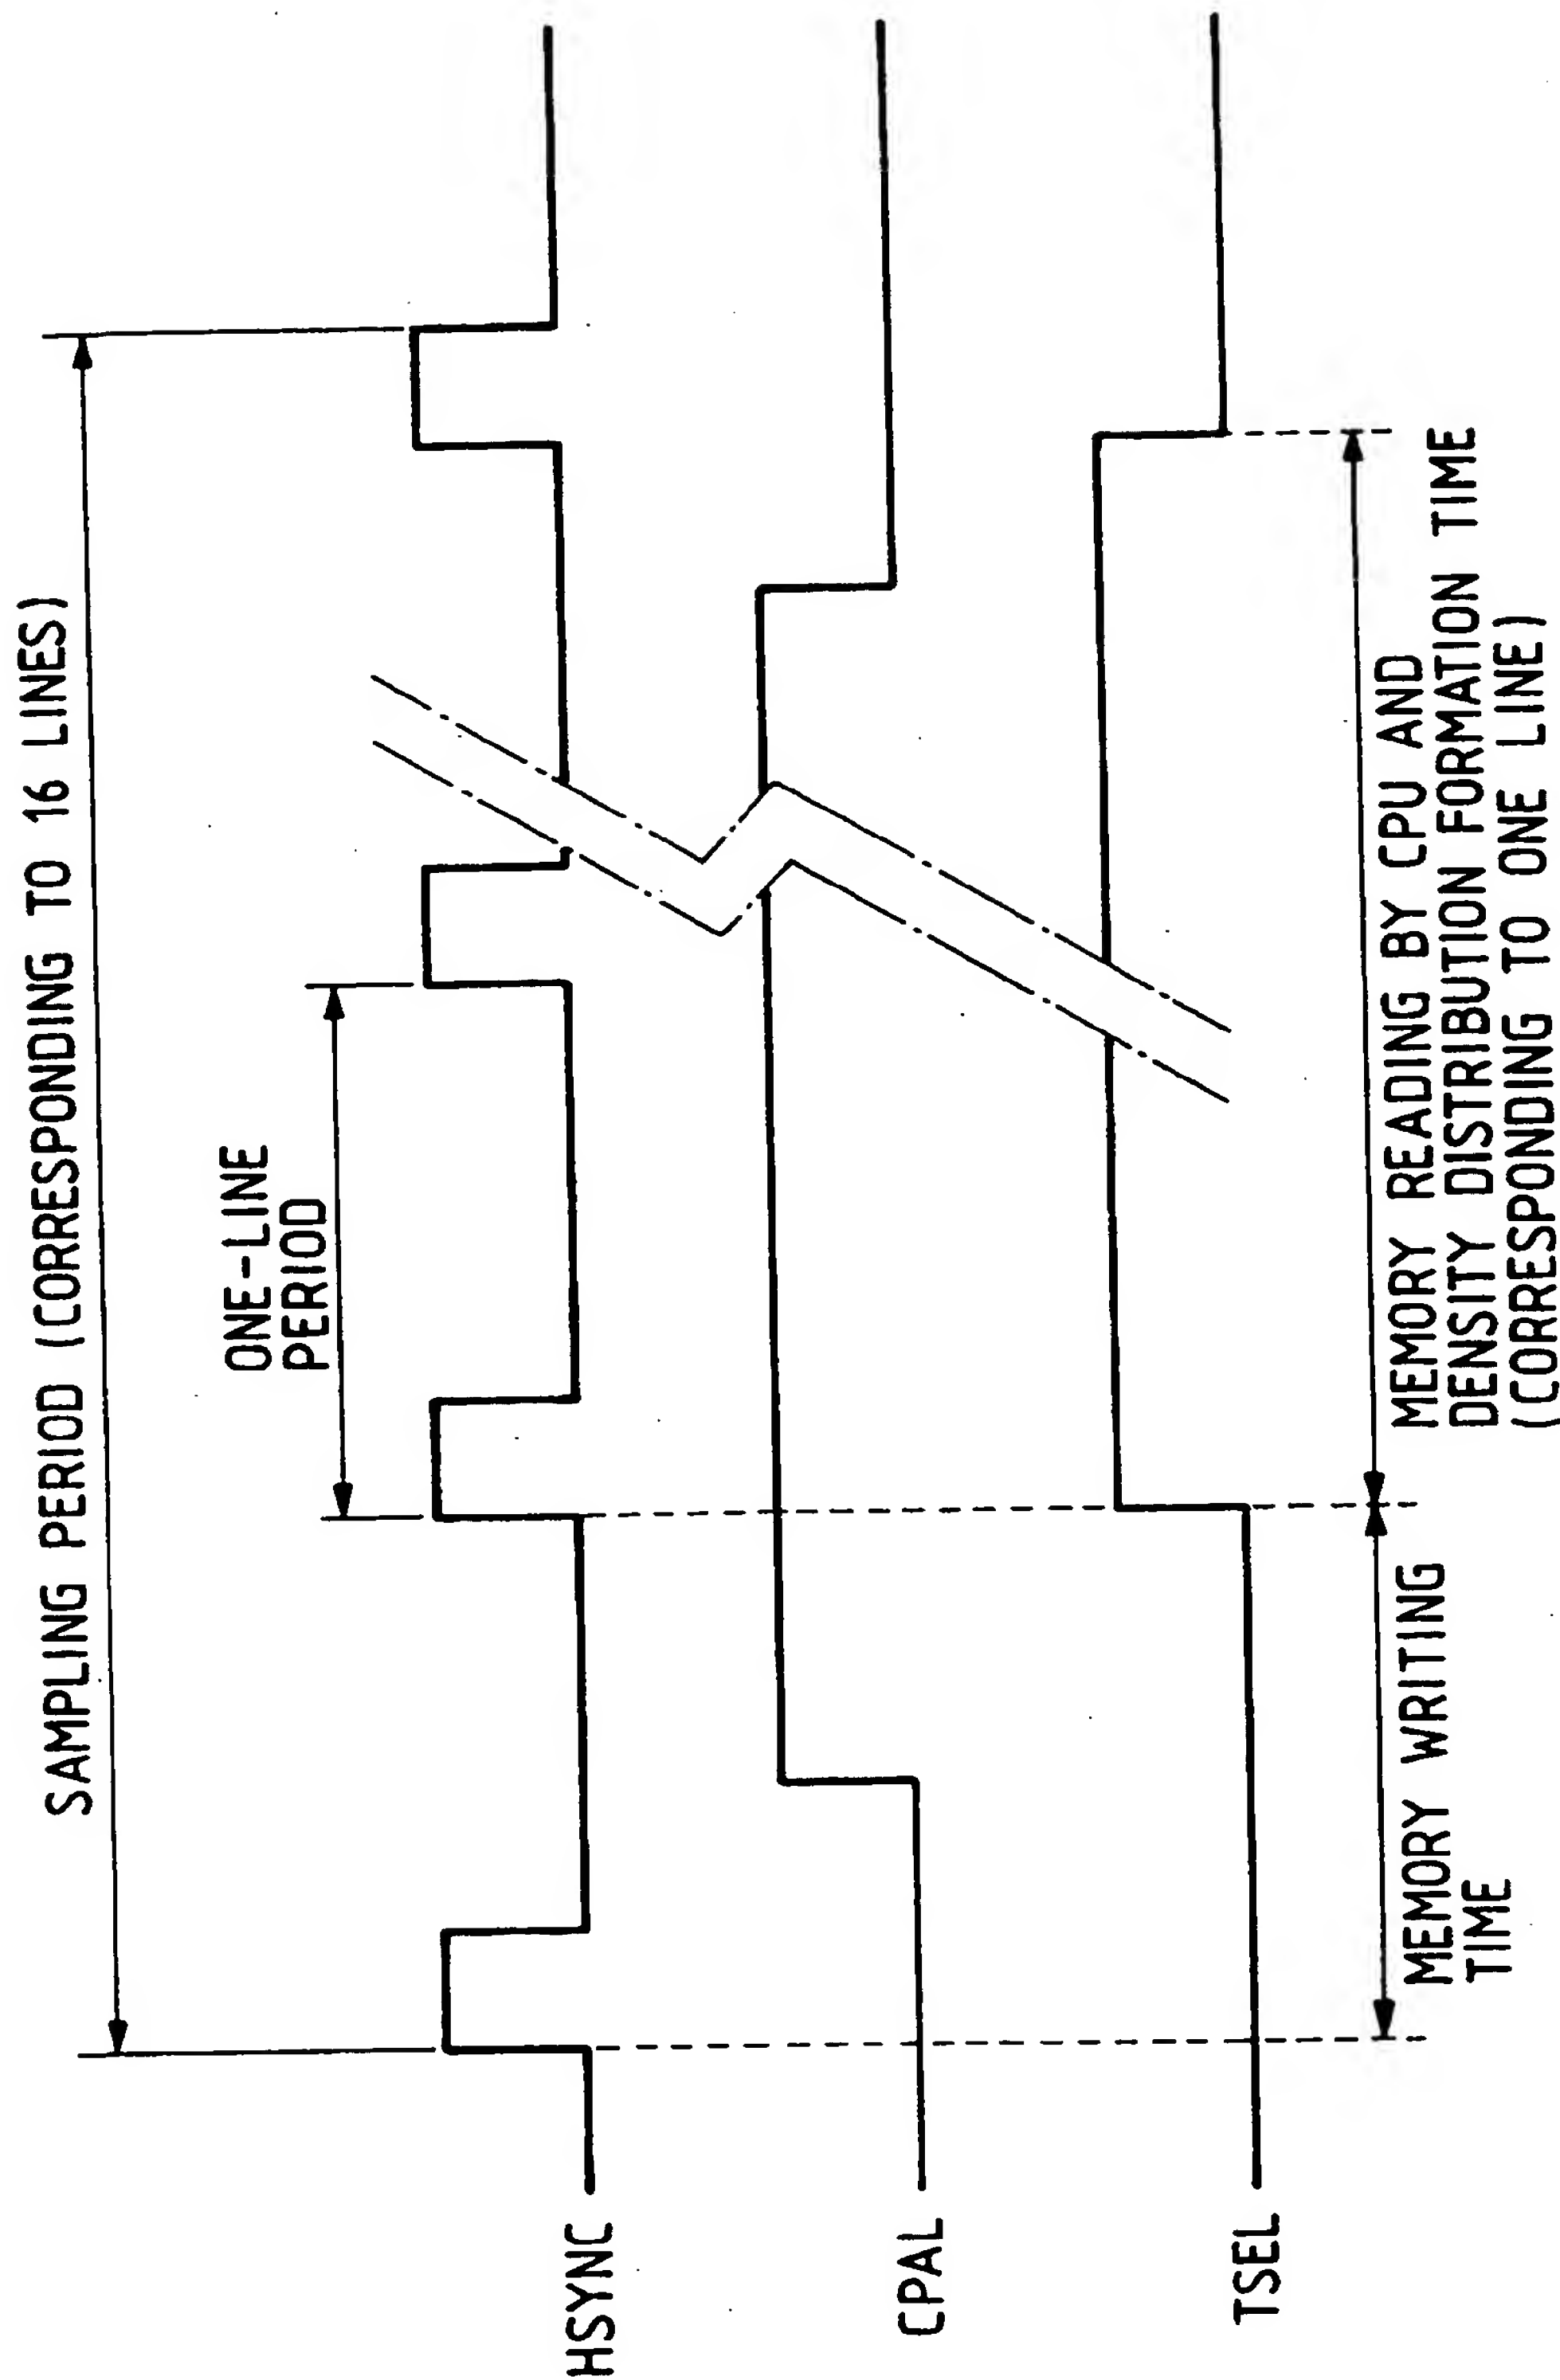 SAMPLING PERIOD (CORRESPONDING TO 16 LINES)
ONE-LINE
PERIOD
HSYNC
CPAL
TSEL
MEMORY WRITING
TIME
MEMORY READING BY CPU AND
DENSITY DISTRIBUTION FORMATION TIME
(CORRESPONDING TO ONE LINE)